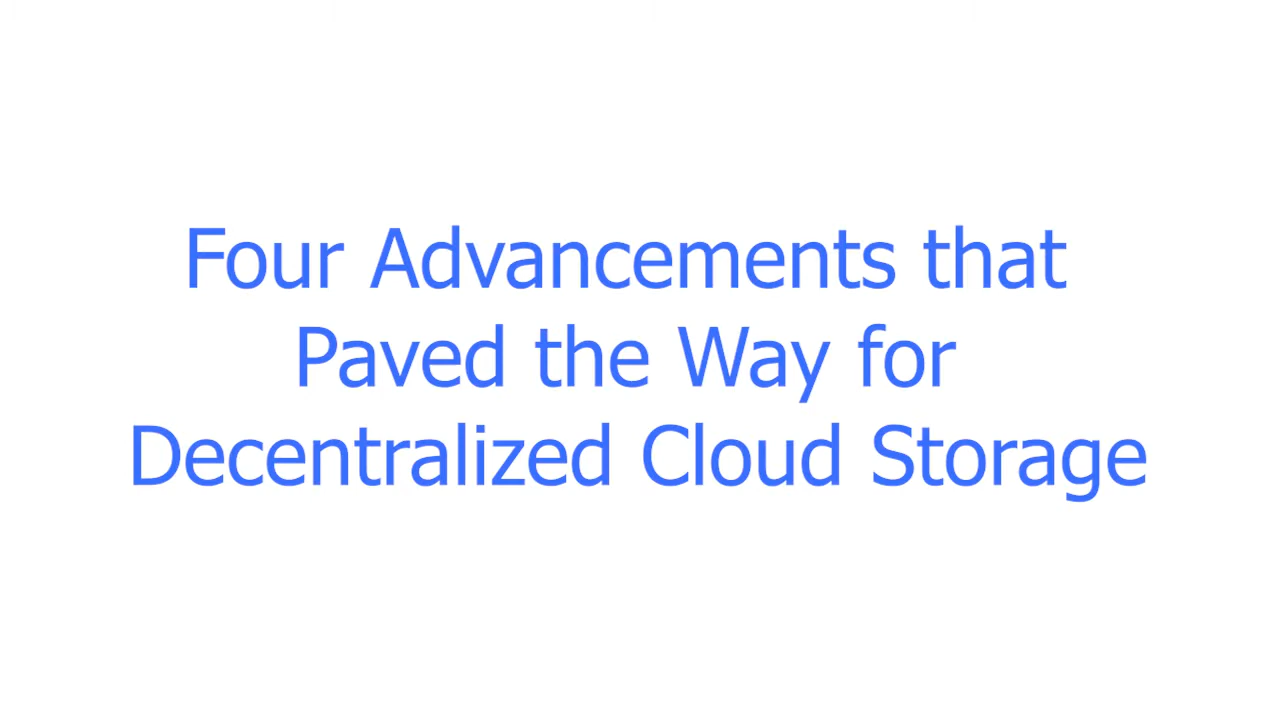 Four Advancements that
Paved the Way for
Decentralized Cloud Storage